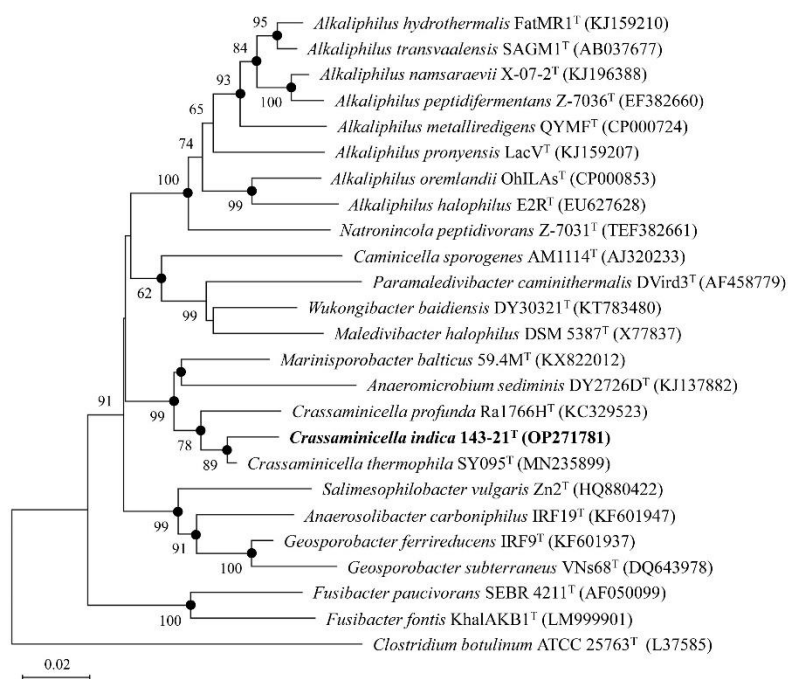 95
Alkaliphilus hydrothermalis FatMR1ᵀ (KJ159210)
84
Alkaliphilus transvaalensis SAGM1ᵀ (AB037677)
93
Alkaliphilus namsaraevii X-07-2ᵀ (KJ196388)
100
Alkaliphilus peptidifermentans Z-7036ᵀ (EF382660)
65
Alkaliphilus metalliredigens QYMFᵀ (CP000724)
74
Alkaliphilus pronyensis LacVᵀ (KJ159207)
100
Alkaliphilus oremlandii OhILAsᵀ (CP000853)
99
Alkaliphilus halophilus E2Rᵀ (EU627628)
Natronincola peptidivorans Z-7031ᵀ (TEF382661)
Caminicella sporogenes AM1114ᵀ (AJ320233)
62
Paramaledivibacter caminithermalis DVird3ᵀ (AF458779)
99
Wukongibacter baidiensis DY30321ᵀ (KT783480)
Maledivibacter halophilus DSM 5387ᵀ (X77837)
Marinisporobacter balticus 59.4Mᵀ (KX822012)
Anaeromicrobium sediminis DY2726Dᵀ (KJ137882)
91
99
Crassaminicella profunda Ra1766Hᵀ (KC329523)
78
Crassaminicella indica 143-21ᵀ (OP271781)
89
Crassaminicella thermophila SY095ᵀ (MN235899)
Salimesophilobacter vulgaris Zn2ᵀ (HQ880422)
99
Anaerosolibacter carboniphilus IRF19ᵀ (KF601947)
91
Geosporobacter ferrireducens IRF9ᵀ (KF601937)
100
Geosporobacter subterraneus VNs68ᵀ (DQ643978)
Fusibacter paucivorans SEBR 4211ᵀ (AF050099)
100
Fusibacter fontis KhalAKB1ᵀ (LM999901)
Clostridium botulinum ATCC 25763ᵀ (L37585)
0.02